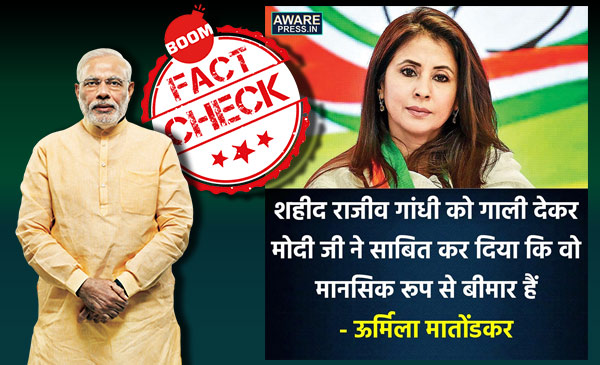 BOOM
FACT
CHECK
AWARE
PRESS.IN
शहीद राजीव गांधी को गाली देकर
मोदी जी ने साबित कर दिया कि वो
मानसिक रूप से बीमार हैं
- ऊर्मिला मातोंडकर